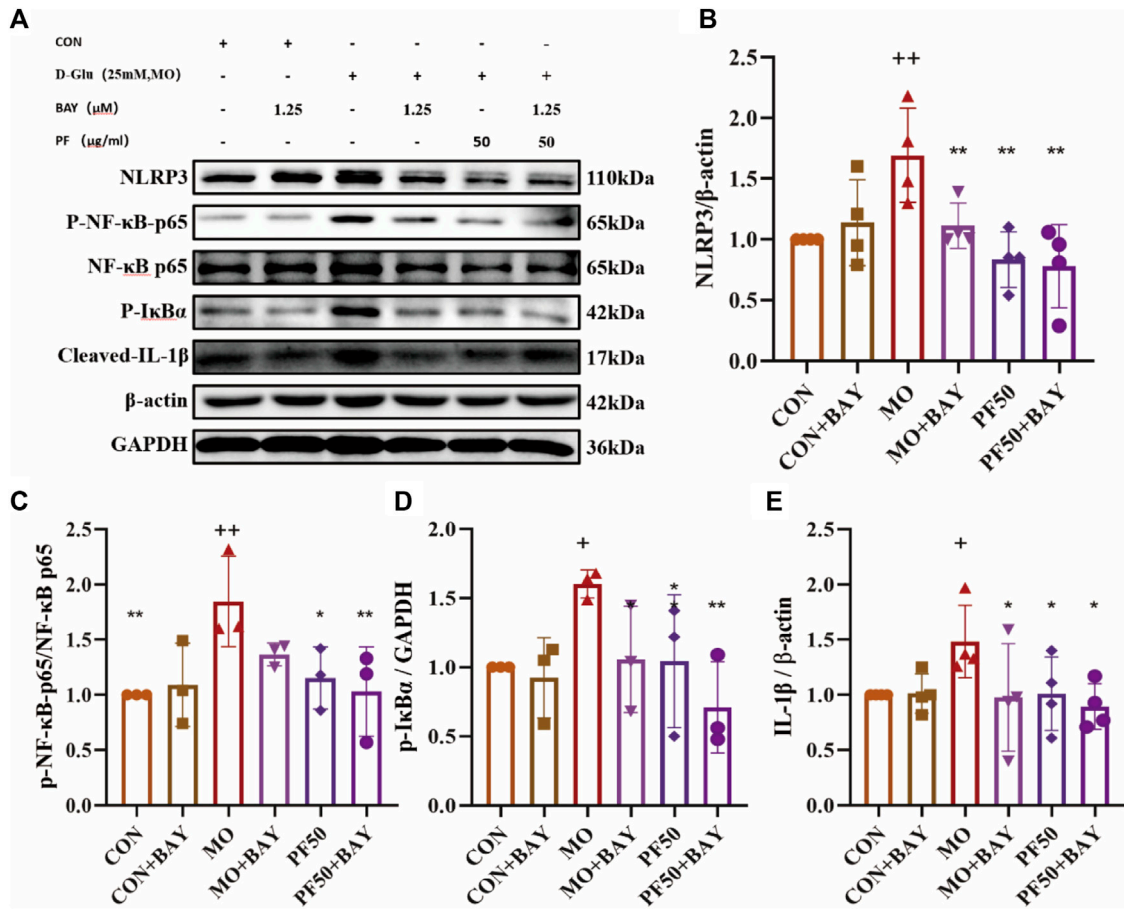 A
CON + + - - - -
D-Glu (25mM,MO) - - + + + +
BAY (μM) - 1.25 - 1.25 - 1.25
PF (μg/ml) - - - - 50 50
NLRP3 110kDa
P-NF-κB-p65 65kDa
NF-κB p65 65kDa
P-IκBα 42kDa
Cleaved-IL-1β 17kDa
β-actin 42kDa
GAPDH 36kDa
B
NLRP3/β-actin
2.5
2.0
1.5
1.0
0.5
0.0
++
** ** **
CON CON+BAY MO MO+BAY PF50 PF50+BAY
C
p-NF-κB-p65/NF-κB p65
2.5
2.0
1.5
1.0
0.5
0.0
++
** * **
CON CON+BAY MO MO+BAY PF50 PF50+BAY
D
p-IκBα / GAPDH
2.0
1.5
1.0
0.5
0.0
+
* * * **
CON CON+BAY MO MO+BAY PF50 PF50+BAY
E
IL-1β / β-actin
2.5
2.0
1.5
1.0
0.5
0.0
+
* * *
CON CON+BAY MO MO+BAY PF50 PF50+BAY